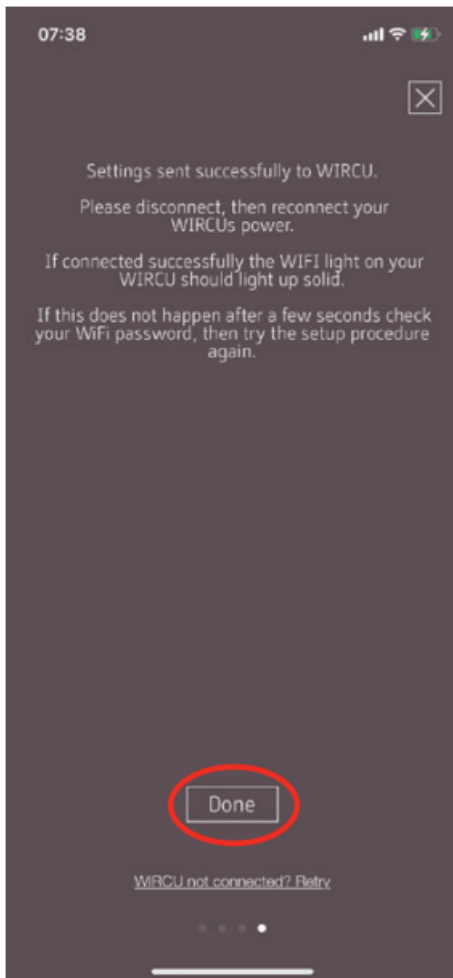 07:38
Settings sent successfully to WIRCU.
Please disconnect, then reconnect your
WIRCUs power.
If connected successfully the WIFI light on your
WIRCU should light up solid.
If this does not happen after a few seconds check
your WiFi password, then try the setup procedure
again.
Done
WIRCU not connected? Retry